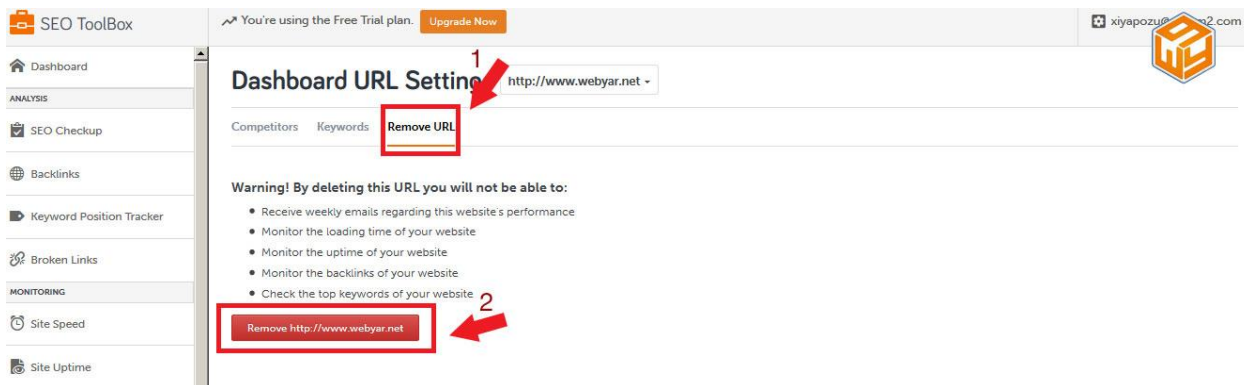 SEO ToolBox
You're using the Free Trial plan. Upgrade Now
Dashboard
ANALYSIS
SEO Checkup
Backlinks
Keyword Position Tracker
Broken Links
MONITORING
Site Speed
Site Uptime
1
Dashboard URL http://www.webyar.net
Competitors Keywords Remove URL
Warning! By deleting this URL you will not be able to:
• Receive weekly emails regarding this website's performance
• Monitor the loading time of your website
• Monitor the uptime of your website
• Monitor the backlinks of your website
• Check the top keywords of your website
2
Remove http://www.webyar.net